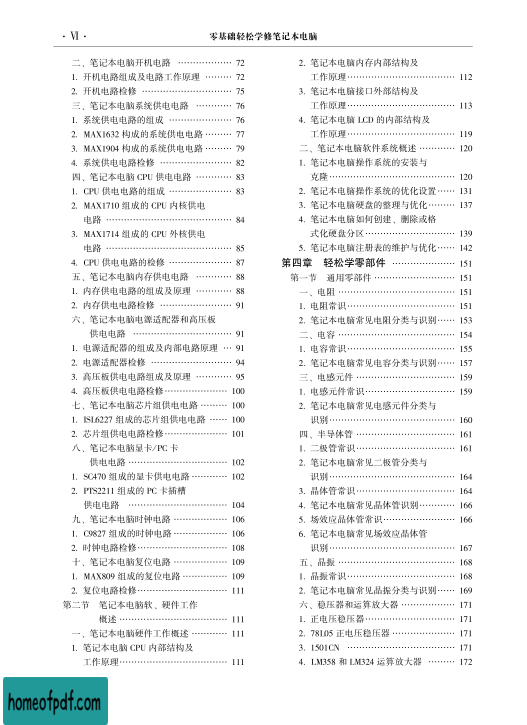 · Ⅵ · 零基础轻松学修笔记本电脑
二、笔记本电脑开机电路 ……………… 72
1. 开机电路组成及电路工作原理 ……… 72
2. 开机电路检修 ………………………… 75
三、笔记本电脑系统供电电路 ………… 76
1. 系统供电电路的组成 ………………… 76
2. MAX1632 构成的系统供电电路……… 77
3. MAX1904 构成的系统供电电路……… 79
4. 系统供电电路检修 …………………… 82
四、笔记本电脑 CPU 供电电路 ………… 83
1. CPU 供电电路的组成 ………………… 83
2. MAX1710 组成的 CPU 内核供电
电路 …………………………………… 84
3. MAX1714 组成的 CPU 外核供电
电路 …………………………………… 85
4. CPU 供电电路的检修 ………………… 87
五、笔记本电脑内存供电电路 ………… 88
1. 内存供电电路的组成及原理 ………… 88
2. 内存供电电路检修 …………………… 91
六、笔记本电脑电源适配器和高压板
供电电路 ……………………………… 91
1. 电源适配器的组成及内部电路原理 … 91
2. 电源适配器检修 ……………………… 94
3. 高压板供电电路组成及原理 ………… 95
4. 高压板供电电路检修………………… 100
七、笔记本电脑芯片组供电电路 ……… 100
1. ISL6227 组成的芯片组供电电路 …… 100
2. 芯片组供电电路检修………………… 101
八、笔记本电脑显卡/PC 卡
供电电路 …………………………… 102
1. SC470 组成的显卡供电电路………… 102
2. PTS2211 组成的 PC 卡插槽
供电电路 …………………………… 104
九、笔记本电脑时钟电路 ……………… 106
1. C9827 组成的时钟电路……………… 106
2. 时钟电路检修………………………… 108
十、笔记本电脑复位电路 ……………… 109
1. MAX809 组成的复位电路 …………… 109
2. 复位电路检修………………………… 111
第二节 笔记本电脑软、硬件工作
概述 ………………………………… 111
一、笔记本电脑硬件工作概述 ………… 111
1. 笔记本电脑 CPU 内部结构及
工作原理……………………………… 111
2. 笔记本电脑内存内部结构及
工作原理……………………………… 112
3. 笔记本电脑接口外部结构及
工作原理……………………………… 113
4. 笔记本电脑 LCD 的内部结构及
工作原理……………………………… 119
二、笔记本电脑软件系统概述 ………… 120
1. 笔记本电脑操作系统的安装与
克隆…………………………………… 120
2. 笔记本电脑操作系统的优化设置…… 131
3. 笔记本电脑硬盘的整理与优化……… 137
4. 笔记本电脑如何创建、删除或格
式化硬盘分区………………………… 139
5. 笔记本电脑注册表的维护与优化…… 142
第四章 轻松学零部件 ………………… 151
第一节 通用零部件 …………………… 151
一、电阻 ………………………………… 151
1. 电阻常识……………………………… 151
2. 笔记本电脑常见电阻分类与识别…… 153
二、电容 ………………………………… 154
1. 电容常识……………………………… 155
2. 笔记本电脑常见电容分类与识别…… 157
三、电感元件 …………………………… 159
1. 电感元件常识………………………… 159
2. 笔记本电脑常见电感元件分类与
识别…………………………………… 160
四、半导体管 …………………………… 161
1. 二极管常识…………………………… 161
2. 笔记本电脑常见二极管分类与
识别…………………………………… 164
3. 晶体管常识…………………………… 164
4. 笔记本电脑常见晶体管识别………… 166
5. 场效应晶体管常识…………………… 166
6. 笔记本电脑常见场效应晶体管
识别…………………………………… 167
五、晶振 ………………………………… 168
1. 晶振常识……………………………… 168
2. 笔记本电脑常见晶振分类与识别…… 169
六、稳压器和运算放大器 ……………… 171
1. 正电压稳压器………………………… 171
2. 78L05 正电压稳压器 ………………… 171
3. 1501CN ……………………………… 171
4. LM358 和 LM324 运算放大器 ……… 172
homeofpdf.com